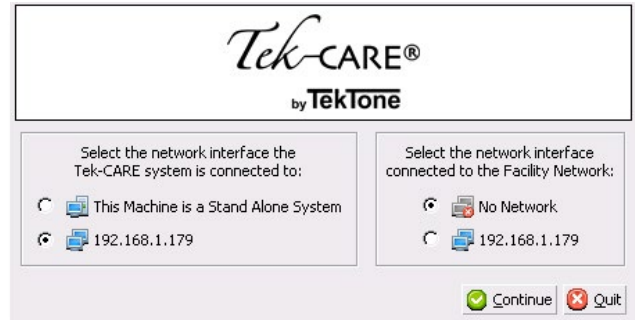 Tek-CARE®
by TekTone
Select the network interface the
Tek-CARE system is connected to:
This Machine is a Stand Alone System
192.168.1.179
Select the network interface
connected to the Facility Network:
No Network
192.168.1.179
Continue
Quit